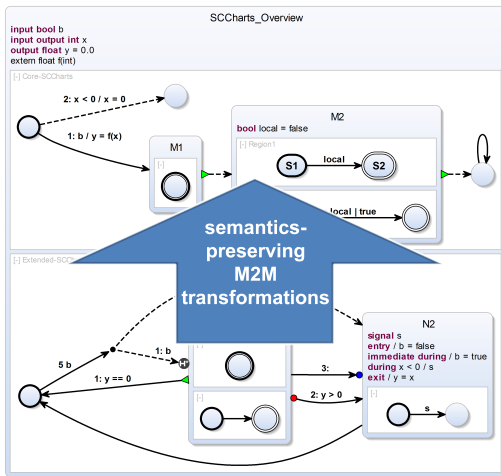 SCCharts_Overview
input bool b
input output int x
output float y = 0.0
extern float f(int)
[-] Core-SCCharts
2: x < 0 / x = 0
1: b / y = f(x)
M1
[-]
M2
bool local = false
[-] Region1
S1
local
S2
local | true
semantics-
preserving
M2M
transformations
[-] Extended-SCCh
5 b
1: b
H*
1: y == 0
3:
2: y > 0
[-]
N2
signal s
entry / b = false
immediate during / b = true
during x < 0 / s
exit / y = x
[-]
s